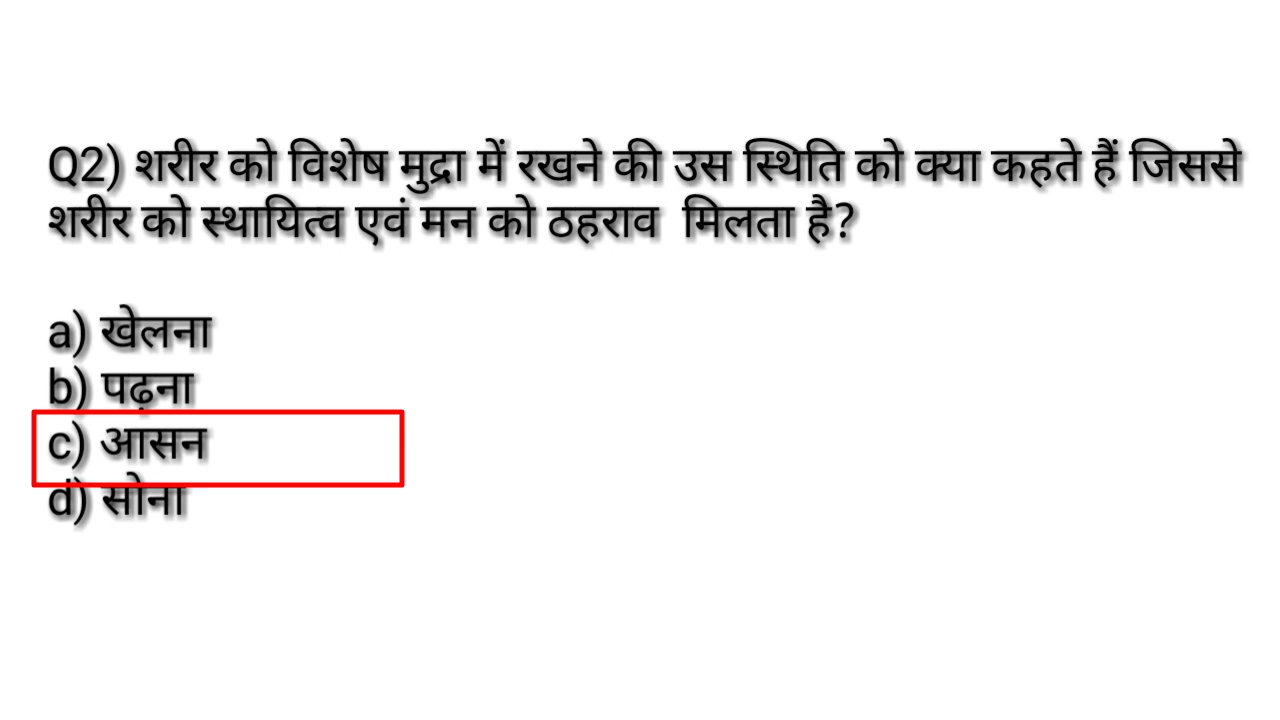 Q2) शरीर को विशेष मुद्रा में रखने की उस स्थिति को क्या कहते हैं जिससे
शरीर को स्थायित्व एवं मन को ठहराव मिलता है?
a) खेलना
b) पढ़ना
c) आसन
d) सोना